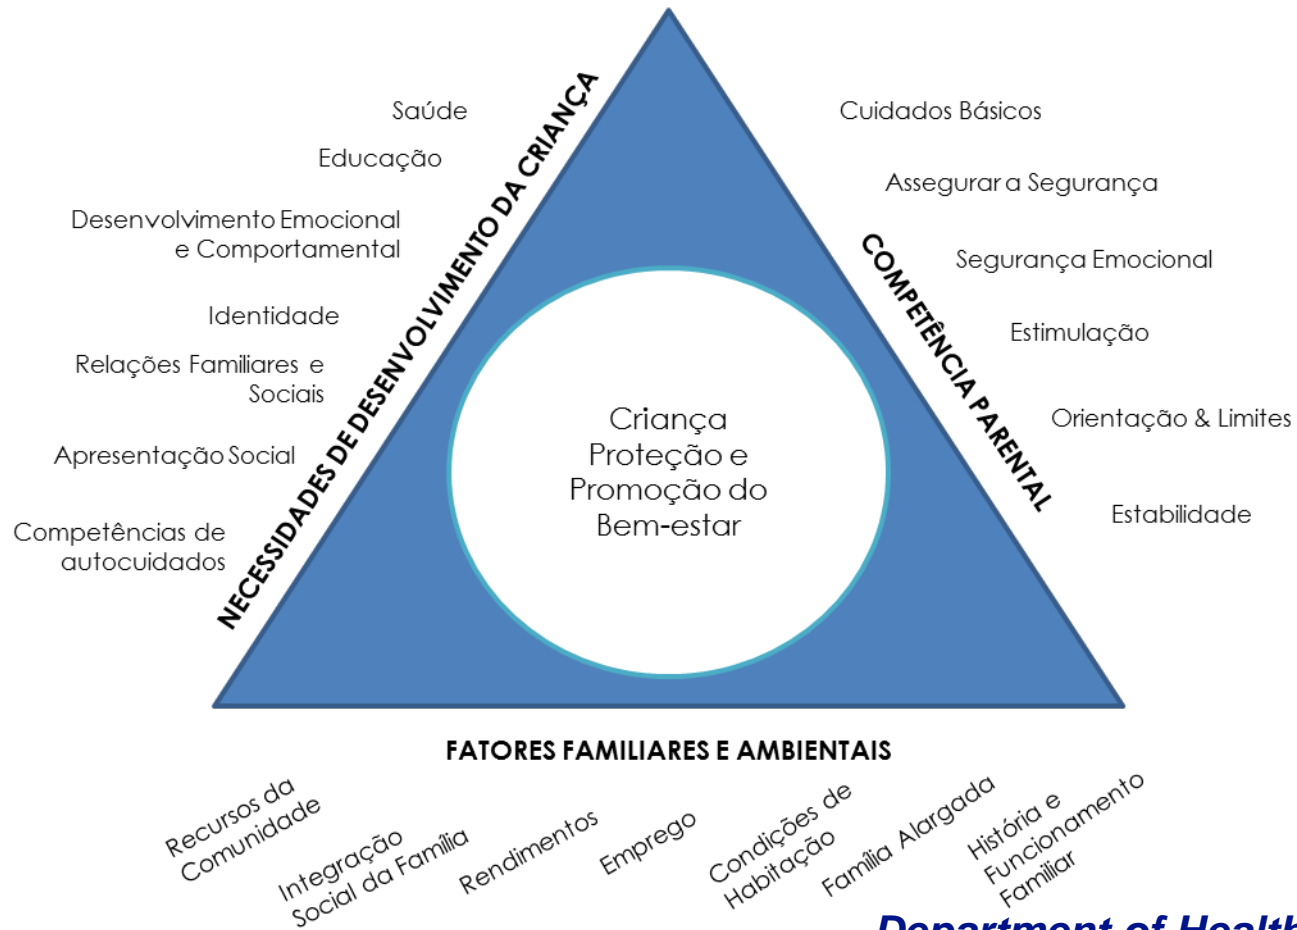 Saúde
Educação
Desenvolvimento Emocional
e Comportamental
Identidade
Relações Familiares e
Sociais
Apresentação Social
Competências de
autocuidados
NECESSIDADES DE DESENVOLVIMENTO DA CRIANÇA
Criança
Proteção e
Promoção do
Bem-estar
COMPETÊNCIA PARENTAL
Cuidados Básicos
Assegurar a Segurança
Segurança Emocional
Estimulação
Orientação & Limites
Estabilidade
FATORES FAMILIARES E AMBIENTAIS
Recursos da
Comunidade
Integração
Social da Família
Rendimentos
Emprego
Condições de
Habitação
Família Alargada
História e
Funcionamento
Familiar
Department of Health